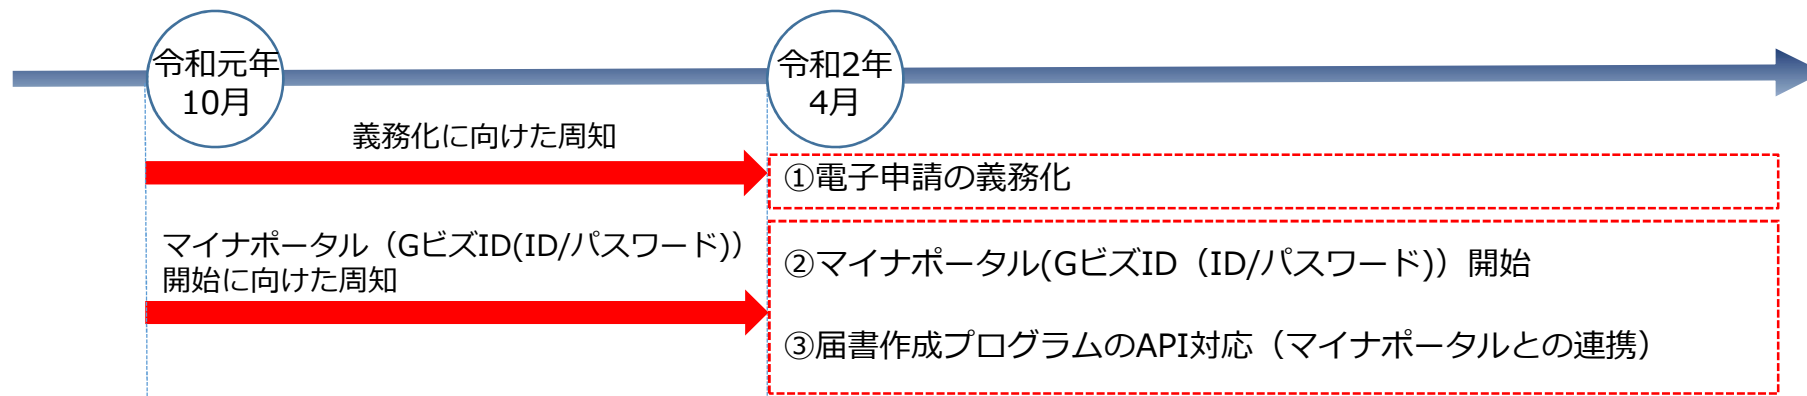 令和元年
10月
令和2年
4月
義務化に向けた周知
①電子申請の義務化
マイナポータル（GビズID(ID/パスワード)）
開始に向けた周知
②マイナポータル(GビズID（ID/パスワード)）開始
③届書作成プログラムのAPI対応（マイナポータルとの連携）